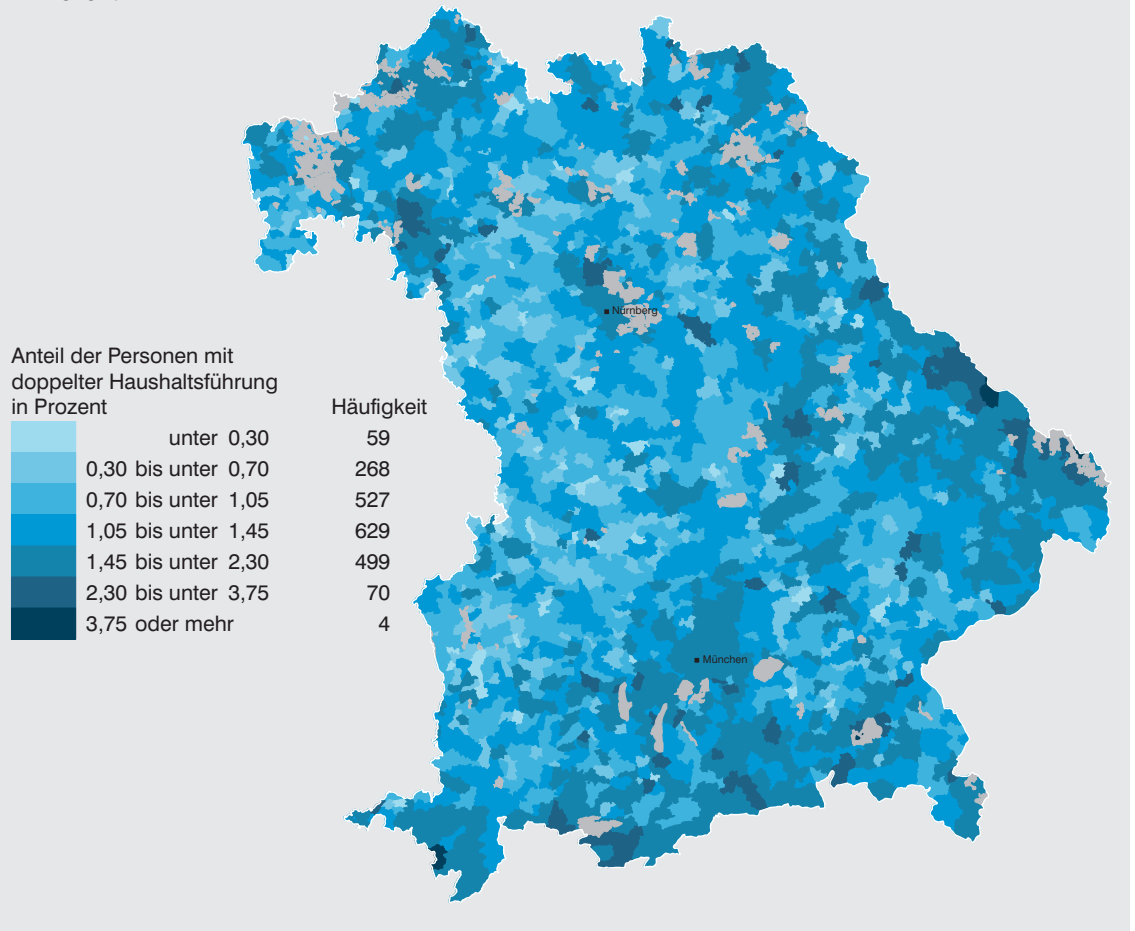 Anteil der Personen mit
doppelter Haushaltsführung
in Prozent Häufigkeit
unter 0,30 59
0,30 bis unter 0,70 268
0,70 bis unter 1,05 527
1,05 bis unter 1,45 629
1,45 bis unter 2,30 499
2,30 bis unter 3,75 70
3,75 oder mehr 4
Nürnberg
München